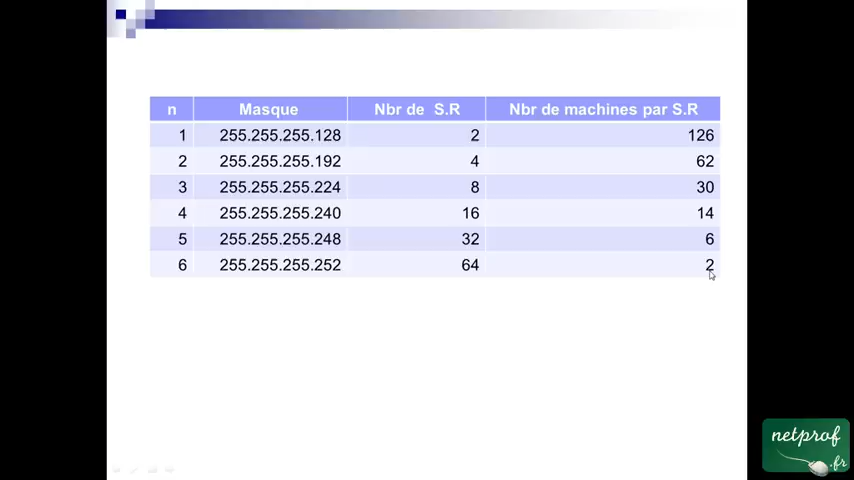 n Masque Nbr de S.R Nbr de machines par S.R
1 255.255.255.128 2 126
2 255.255.255.192 4 62
3 255.255.255.224 8 30
4 255.255.255.240 16 14
5 255.255.255.248 32 6
6 255.255.255.252 64 2
netprof
.fr